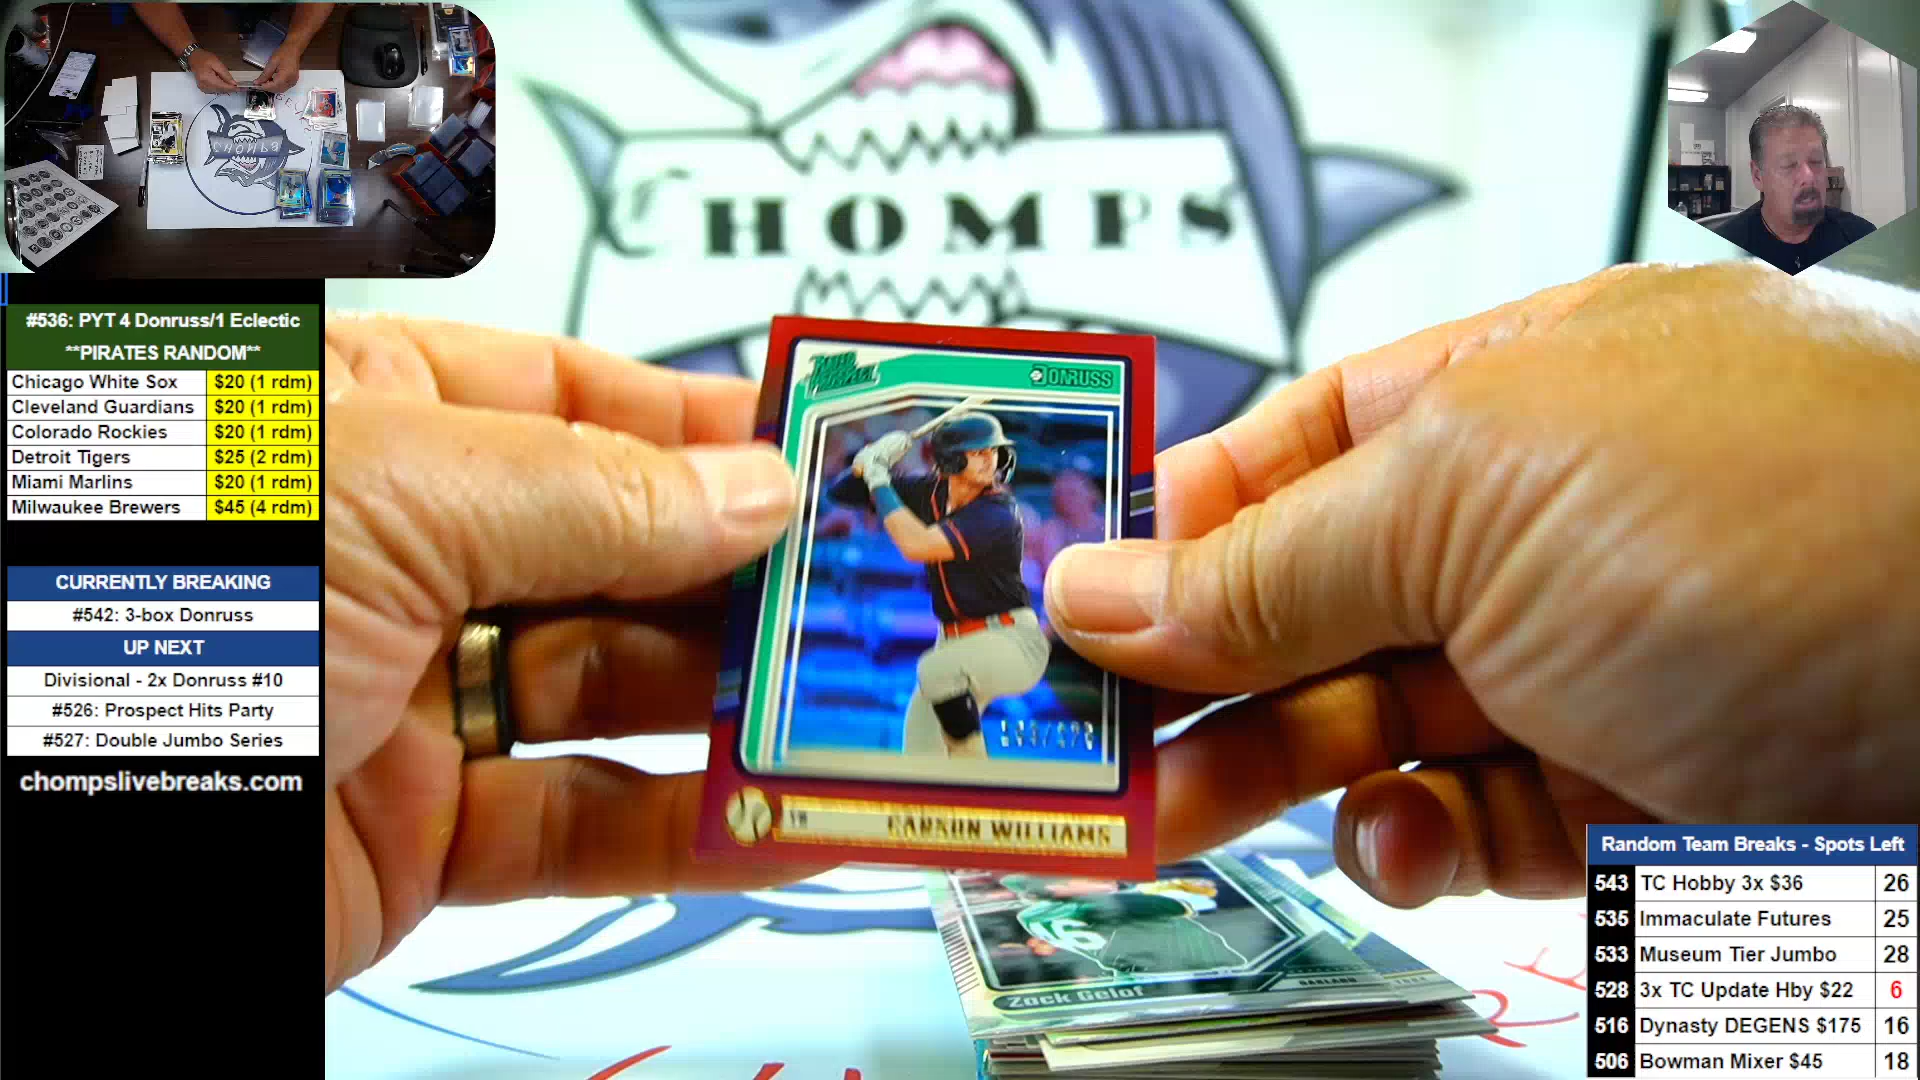 CHOMPS
#536: PYT 4 Donruss/1 Eclectic
**PIRATES RANDOM**
Chicago White Sox $20 (1 rdm)
Cleveland Guardians $20 (1 rdm)
Colorado Rockies $20 (1 rdm)
Detroit Tigers $25 (2 rdm)
Miami Marlins $20 (1 rdm)
Milwaukee Brewers $45 (4 rdm)
CURRENTLY BREAKING
#542: 3-box Donruss
UP NEXT
Divisional - 2x Donruss #10
#526: Prospect Hits Party
#527: Double Jumbo Series
chompslivebreaks.com
CHOMPS
RATED PROSPECT
DONRUSS
CARSON WILLIAMS
16
Zack Gelof
OAKLAND
Random Team Breaks - Spots Left
543 TC Hobby 3x $36 26
535 Immaculate Futures 25
533 Museum Tier Jumbo 28
528 3x TC Update Hby $22 6
516 Dynasty DEGENS $175 16
506 Bowman Mixer $45 18